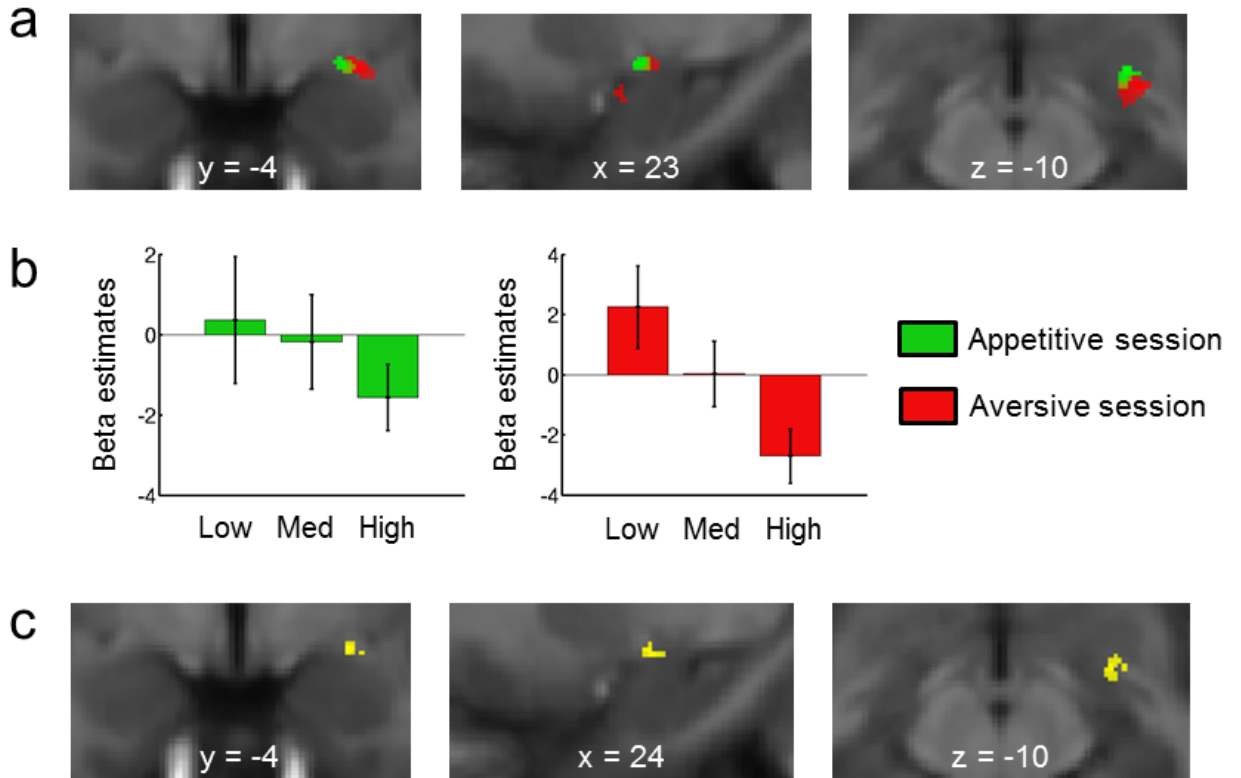 a
y = -4
x = 23
z = -10
b
Beta estimates
2
0
-2
-4
Low Med High
Beta estimates
4
2
0
-2
-4
Low Med High
Appetitive session
Aversive session
c
y = -4
x = 24
z = -10